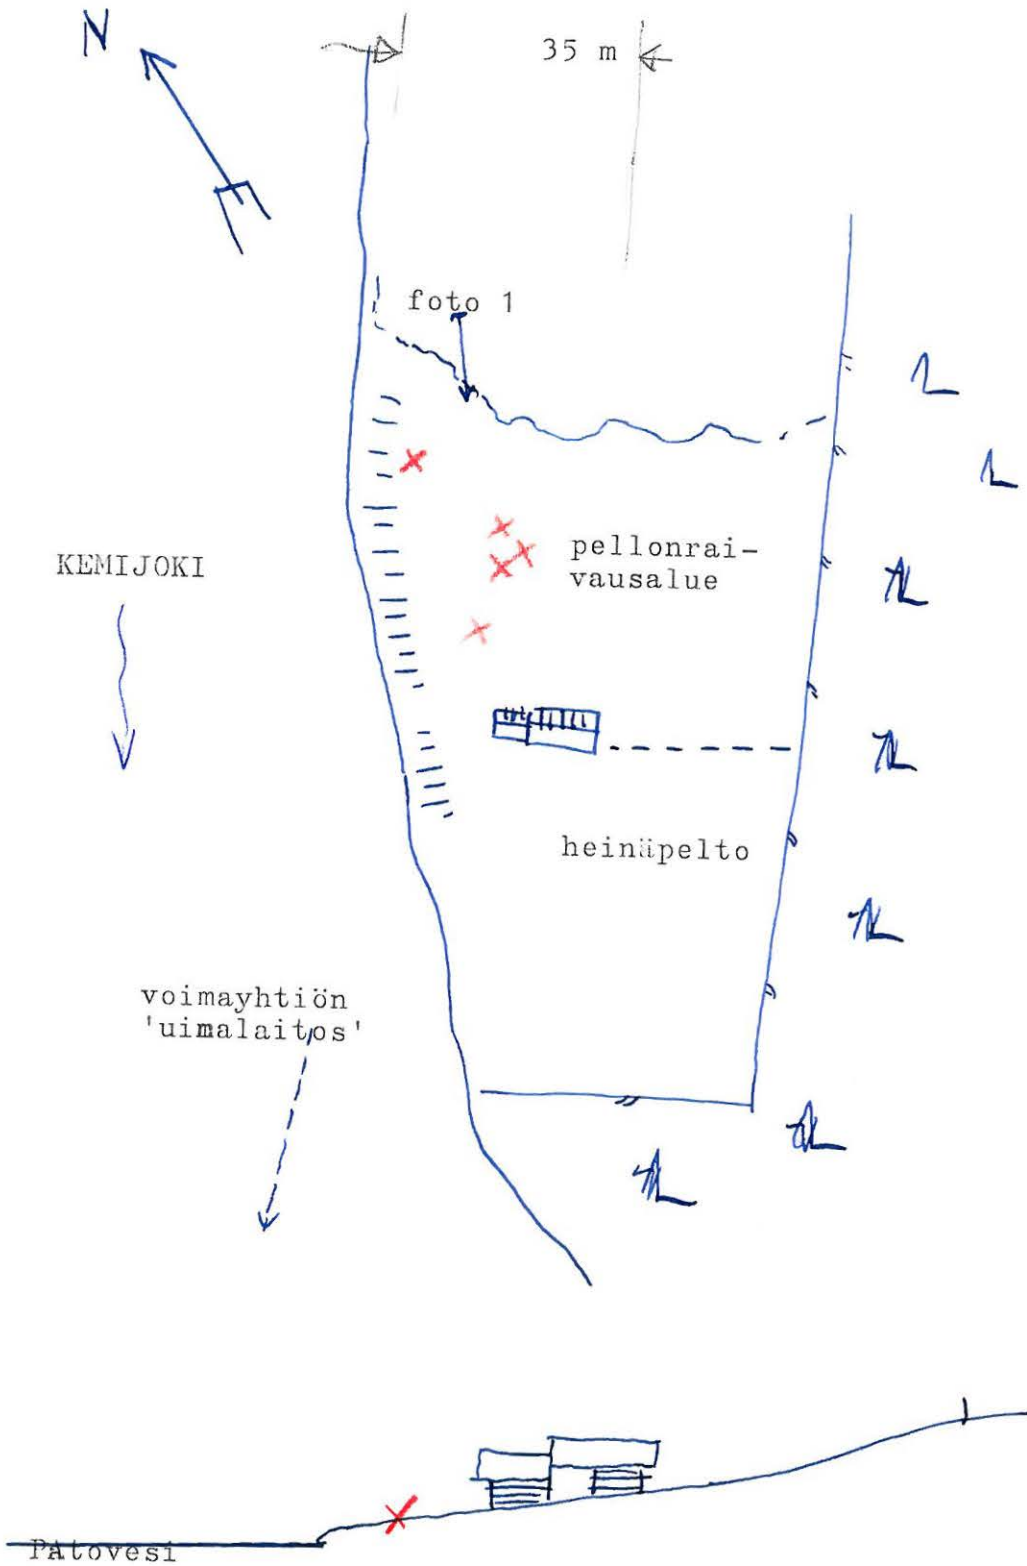 N
35 m
foto 1
KEMIJOKI
pellonrai-
vausalue
heinäpelto
voimayhtiön
'uimalaitos'
Patovesi